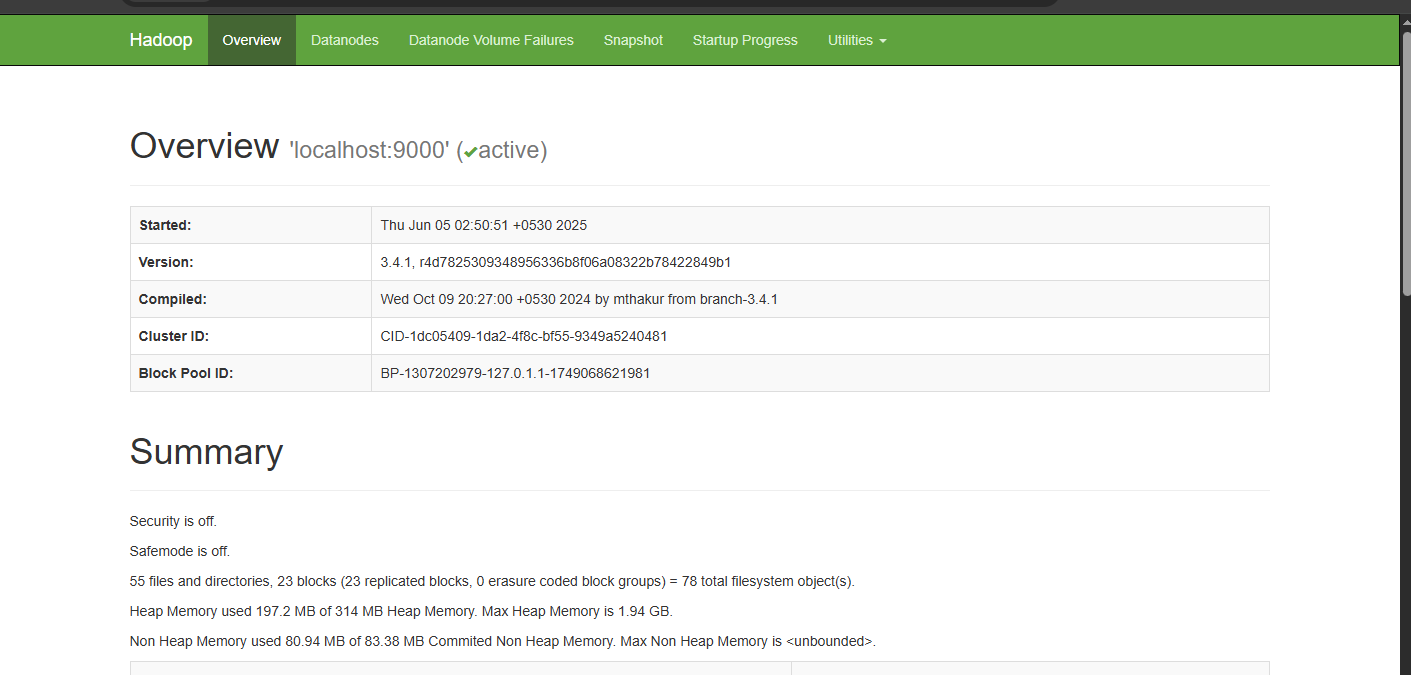 Hadoop Overview Datanodes Datanode Volume Failures Snapshot Startup Progress Utilities
Overview 'localhost:9000' (✔active)
Started: Thu Jun 05 02:50:51 +0530 2025
Version: 3.4.1, r4d7825309348956336b8f06a08322b78422849b1
Compiled: Wed Oct 09 20:27:00 +0530 2024 by mthakur from branch-3.4.1
Cluster ID: CID-1dc05409-1da2-4f8c-bf55-9349a5240481
Block Pool ID: BP-1307202979-127.0.1.1-1749068621981
Summary
Security is off.
Safemode is off.
55 files and directories, 23 blocks (23 replicated blocks, 0 erasure coded block groups) = 78 total filesystem object(s).
Heap Memory used 197.2 MB of 314 MB Heap Memory. Max Heap Memory is 1.94 GB.
Non Heap Memory used 80.94 MB of 83.38 MB Commited Non Heap Memory. Max Non Heap Memory is <unbounded>.